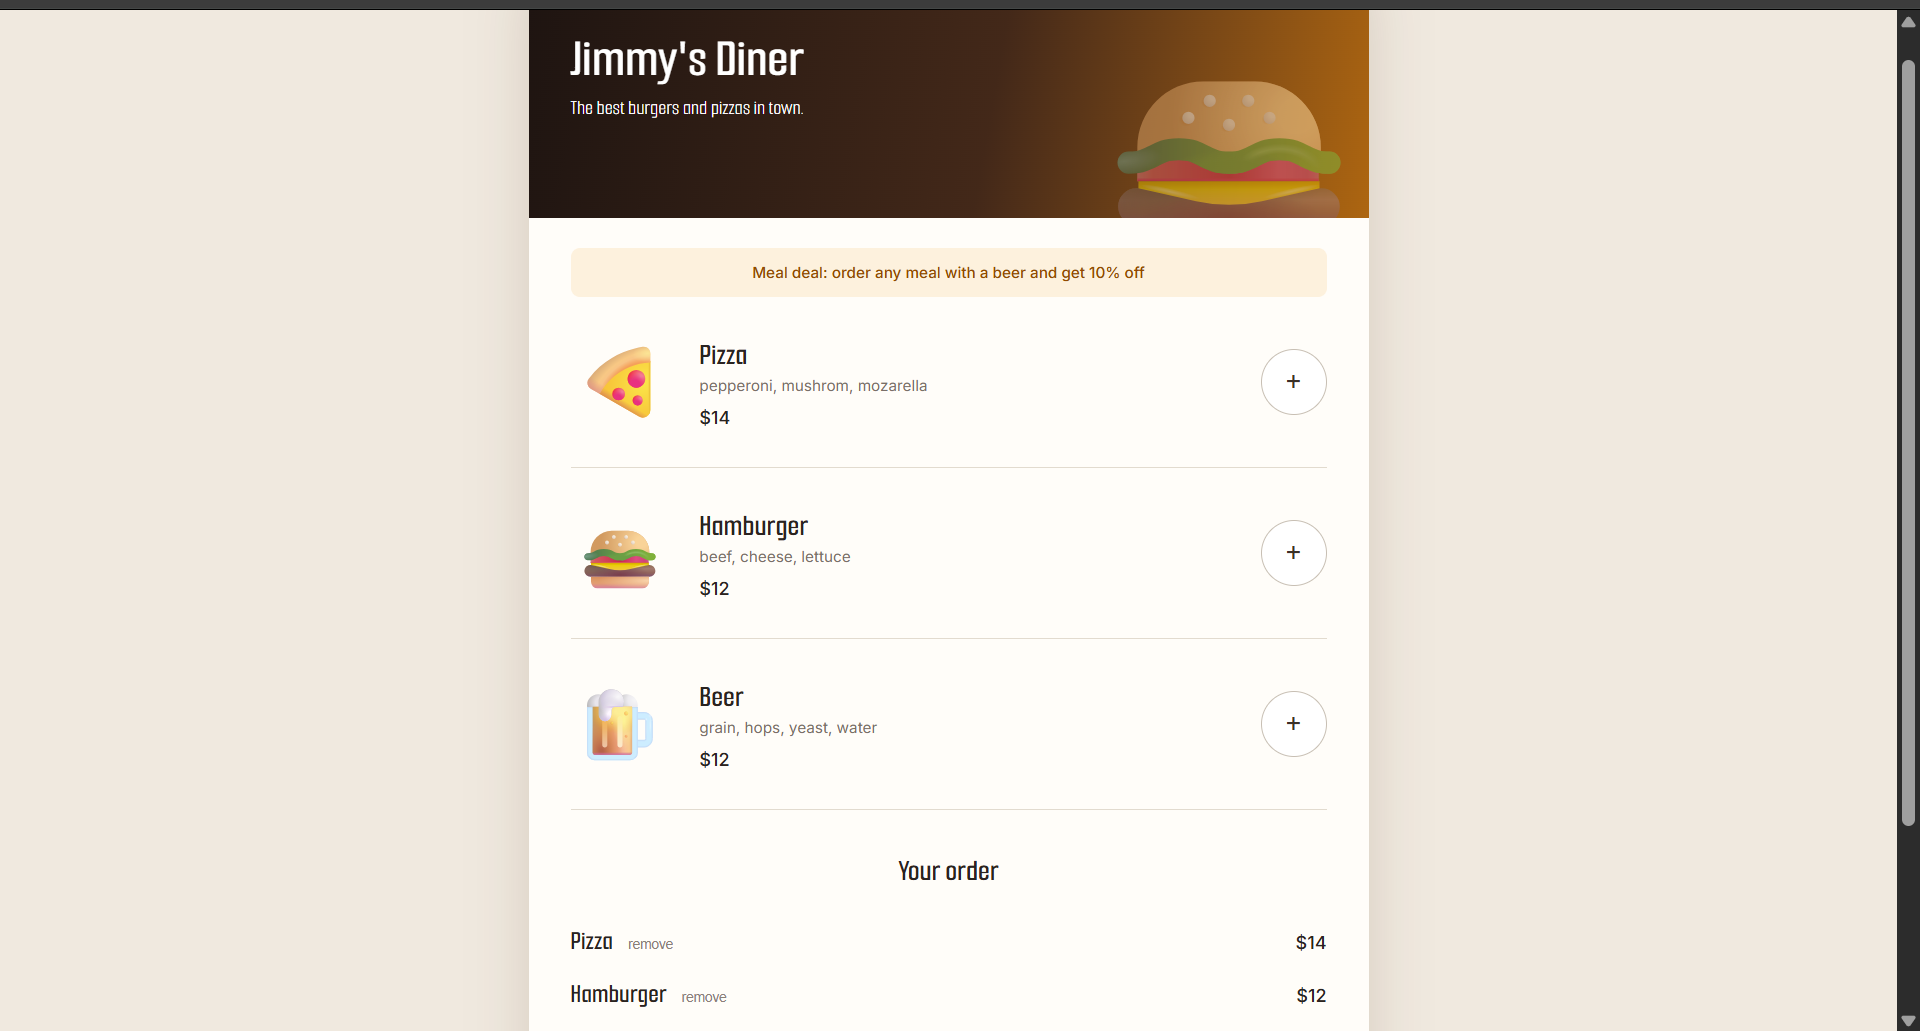 Jimmy's Diner
The best burgers and pizzas in town.
Meal deal: order any meal with a beer and get 10% off
Pizza
pepperoni, mushrom, mozarella
$14
+
Hamburger
beef, cheese, lettuce
$12
+
Beer
grain, hops, yeast, water
$12
+
Your order
Pizza remove $14
Hamburger remove $12